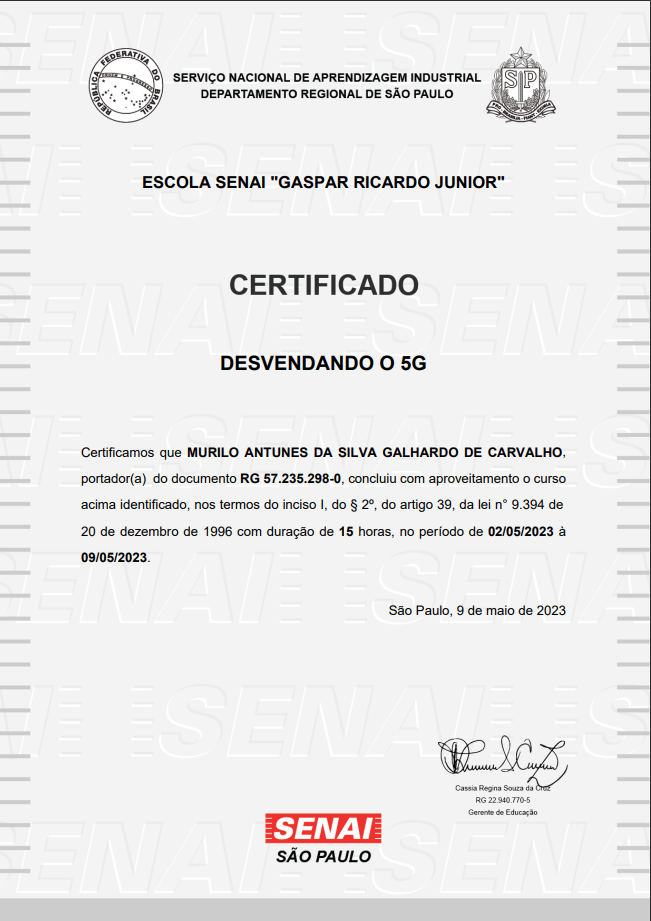 REPÚBLICA FEDERATIVA DO BRASIL
SERVIÇO NACIONAL DE APRENDIZAGEM INDUSTRIAL
DEPARTAMENTO REGIONAL DE SÃO PAULO
SP
ESCOLA SENAI "GASPAR RICARDO JUNIOR"
CERTIFICADO
DESVENDANDO O 5G
Certificamos que MURILO ANTUNES DA SILVA GALHARDO DE CARVALHO,
portador(a) do documento RG 57.235.298-0, concluiu com aproveitamento o curso
acima identificado, nos termos do inciso I, do § 2º, do artigo 39, da lei n° 9.394 de
20 de dezembro de 1996 com duração de 15 horas, no período de 02/05/2023 à
09/05/2023.
São Paulo, 9 de maio de 2023
Cassia Regina Souza da Cruz
RG 22.940.770-5
Gerente de Educação
SENAI
SÃO PAULO